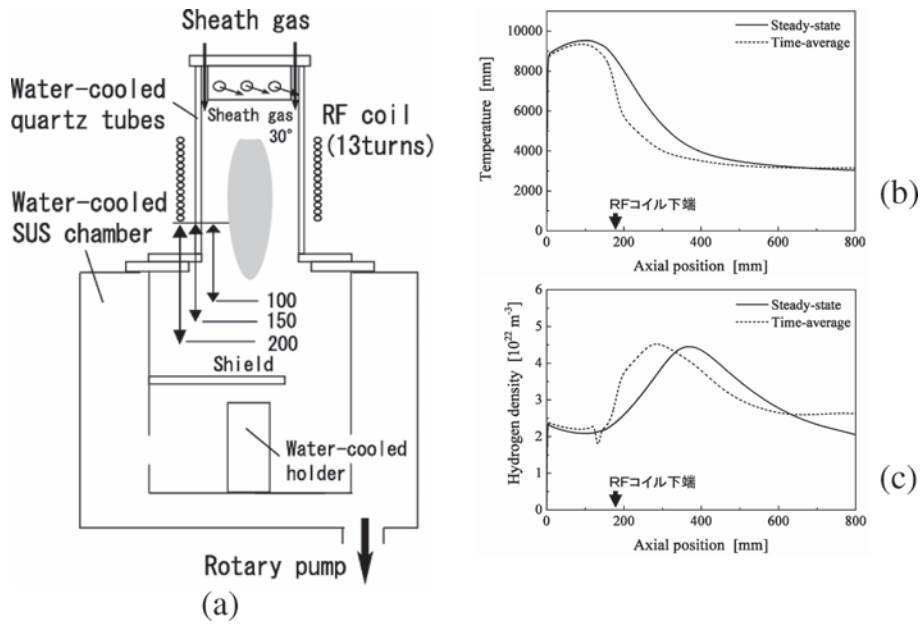 (a)
Sheath gas
Water-cooled
quartz tubes
Sheath gas
30°
RF coil
(13turns)
Water-cooled
SUS chamber
100
150
200
Shield
Water-cooled
holder
Rotary pump
(a)
10000
8000
6000
4000
2000
0
Temperature [mm]
Steady-state
Time-average
RFコイル下端
0 200 400 600 800
Axial position [mm]
(b)
6
5
4
3
2
1
0
Hydrogen density [10²² m⁻³]
Steady-state
Time-average
RFコイル下端
0 200 400 600 800
Axial position [mm]
(c)